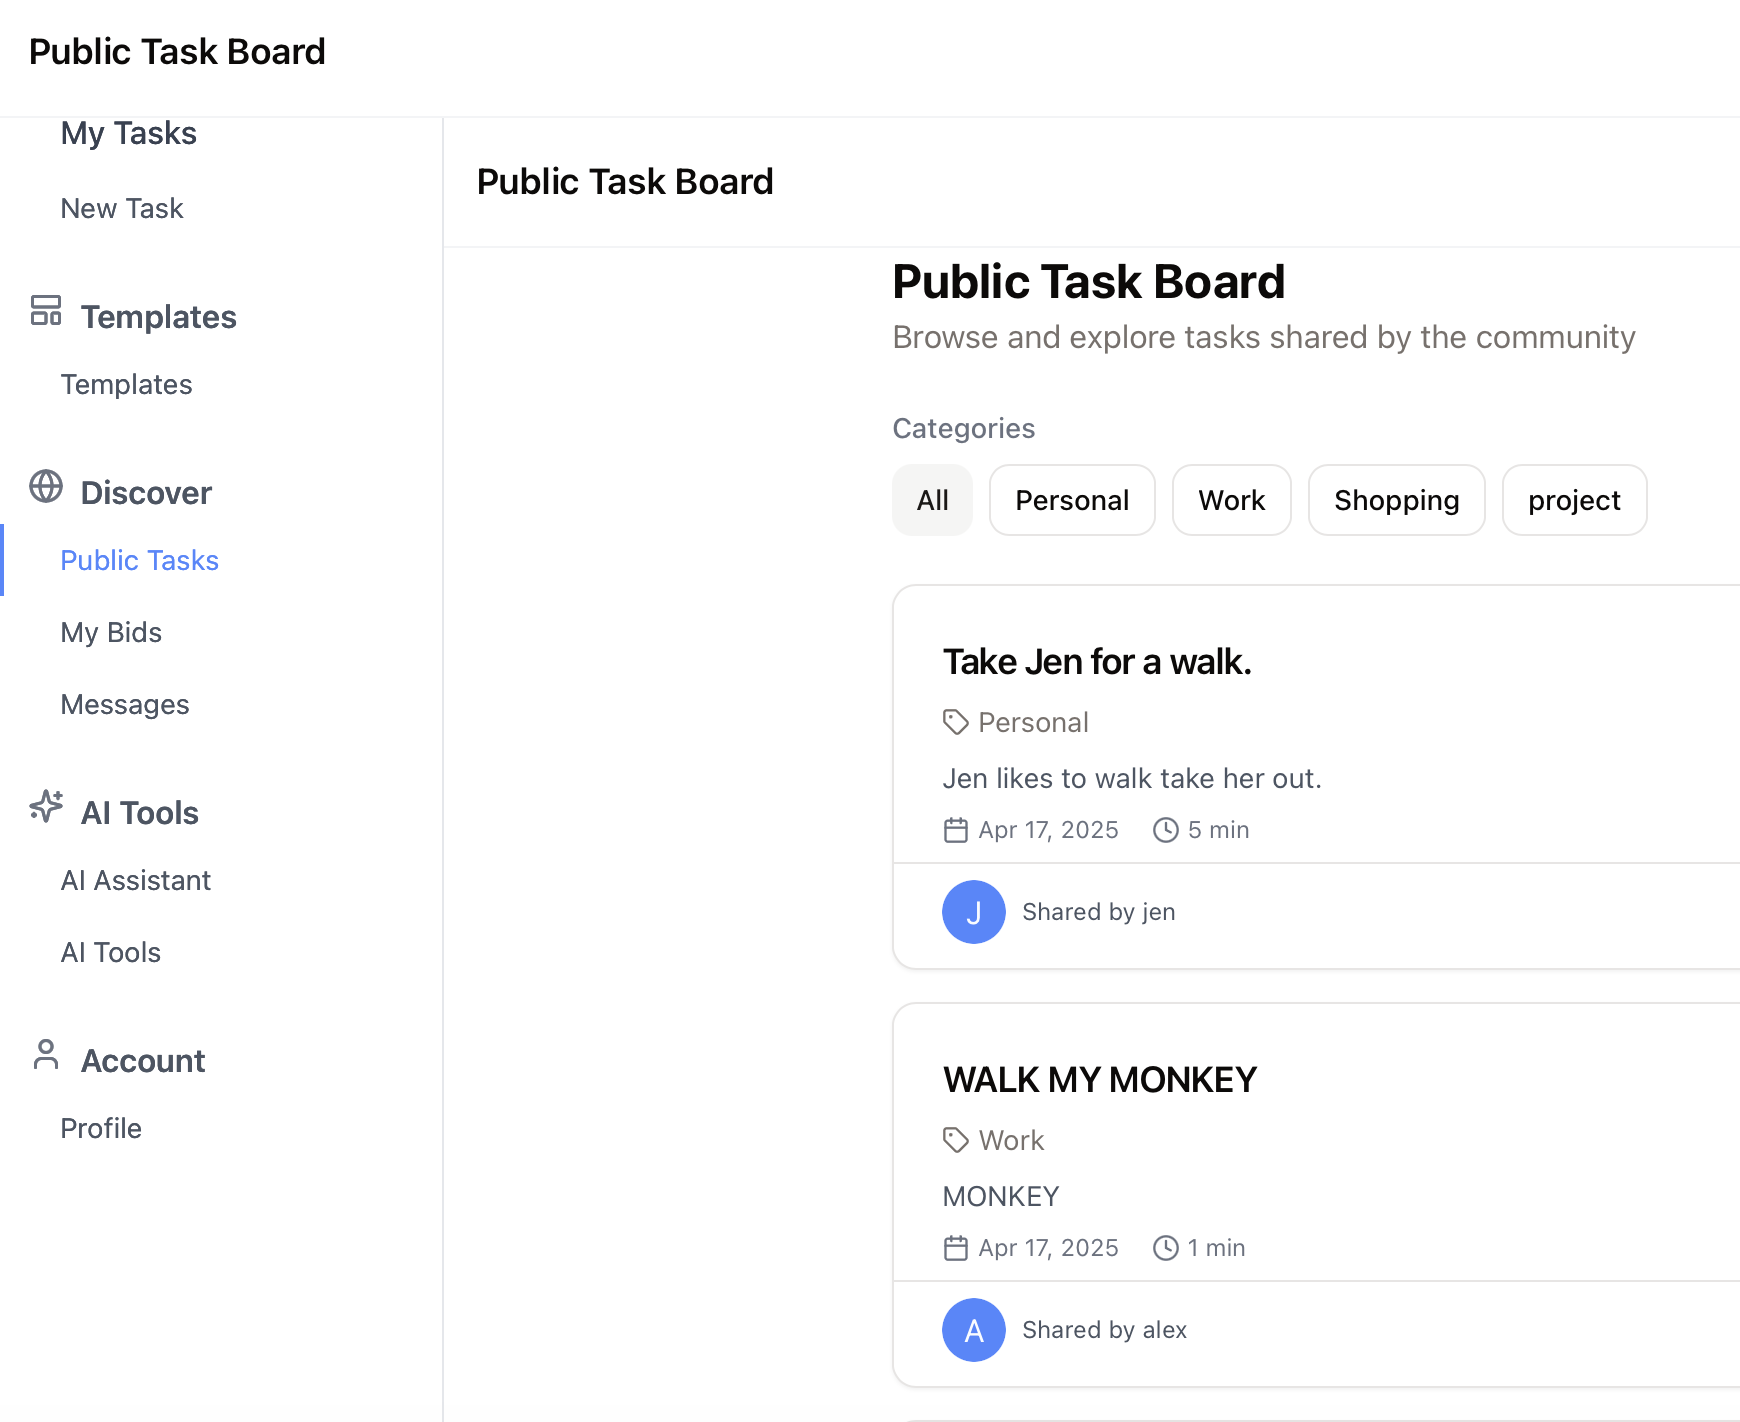 Public Task Board
My Tasks
New Task
Templates
Templates
Discover
Public Tasks
My Bids
Messages
AI Tools
AI Assistant
AI Tools
Account
Profile
Public Task Board
Public Task Board
Browse and explore tasks shared by the community
Categories
All Personal Work Shopping project
Take Jen for a walk.
Personal
Jen likes to walk take her out.
Apr 17, 2025 5 min
J Shared by jen
WALK MY MONKEY
Work
MONKEY
Apr 17, 2025 1 min
A Shared by alex